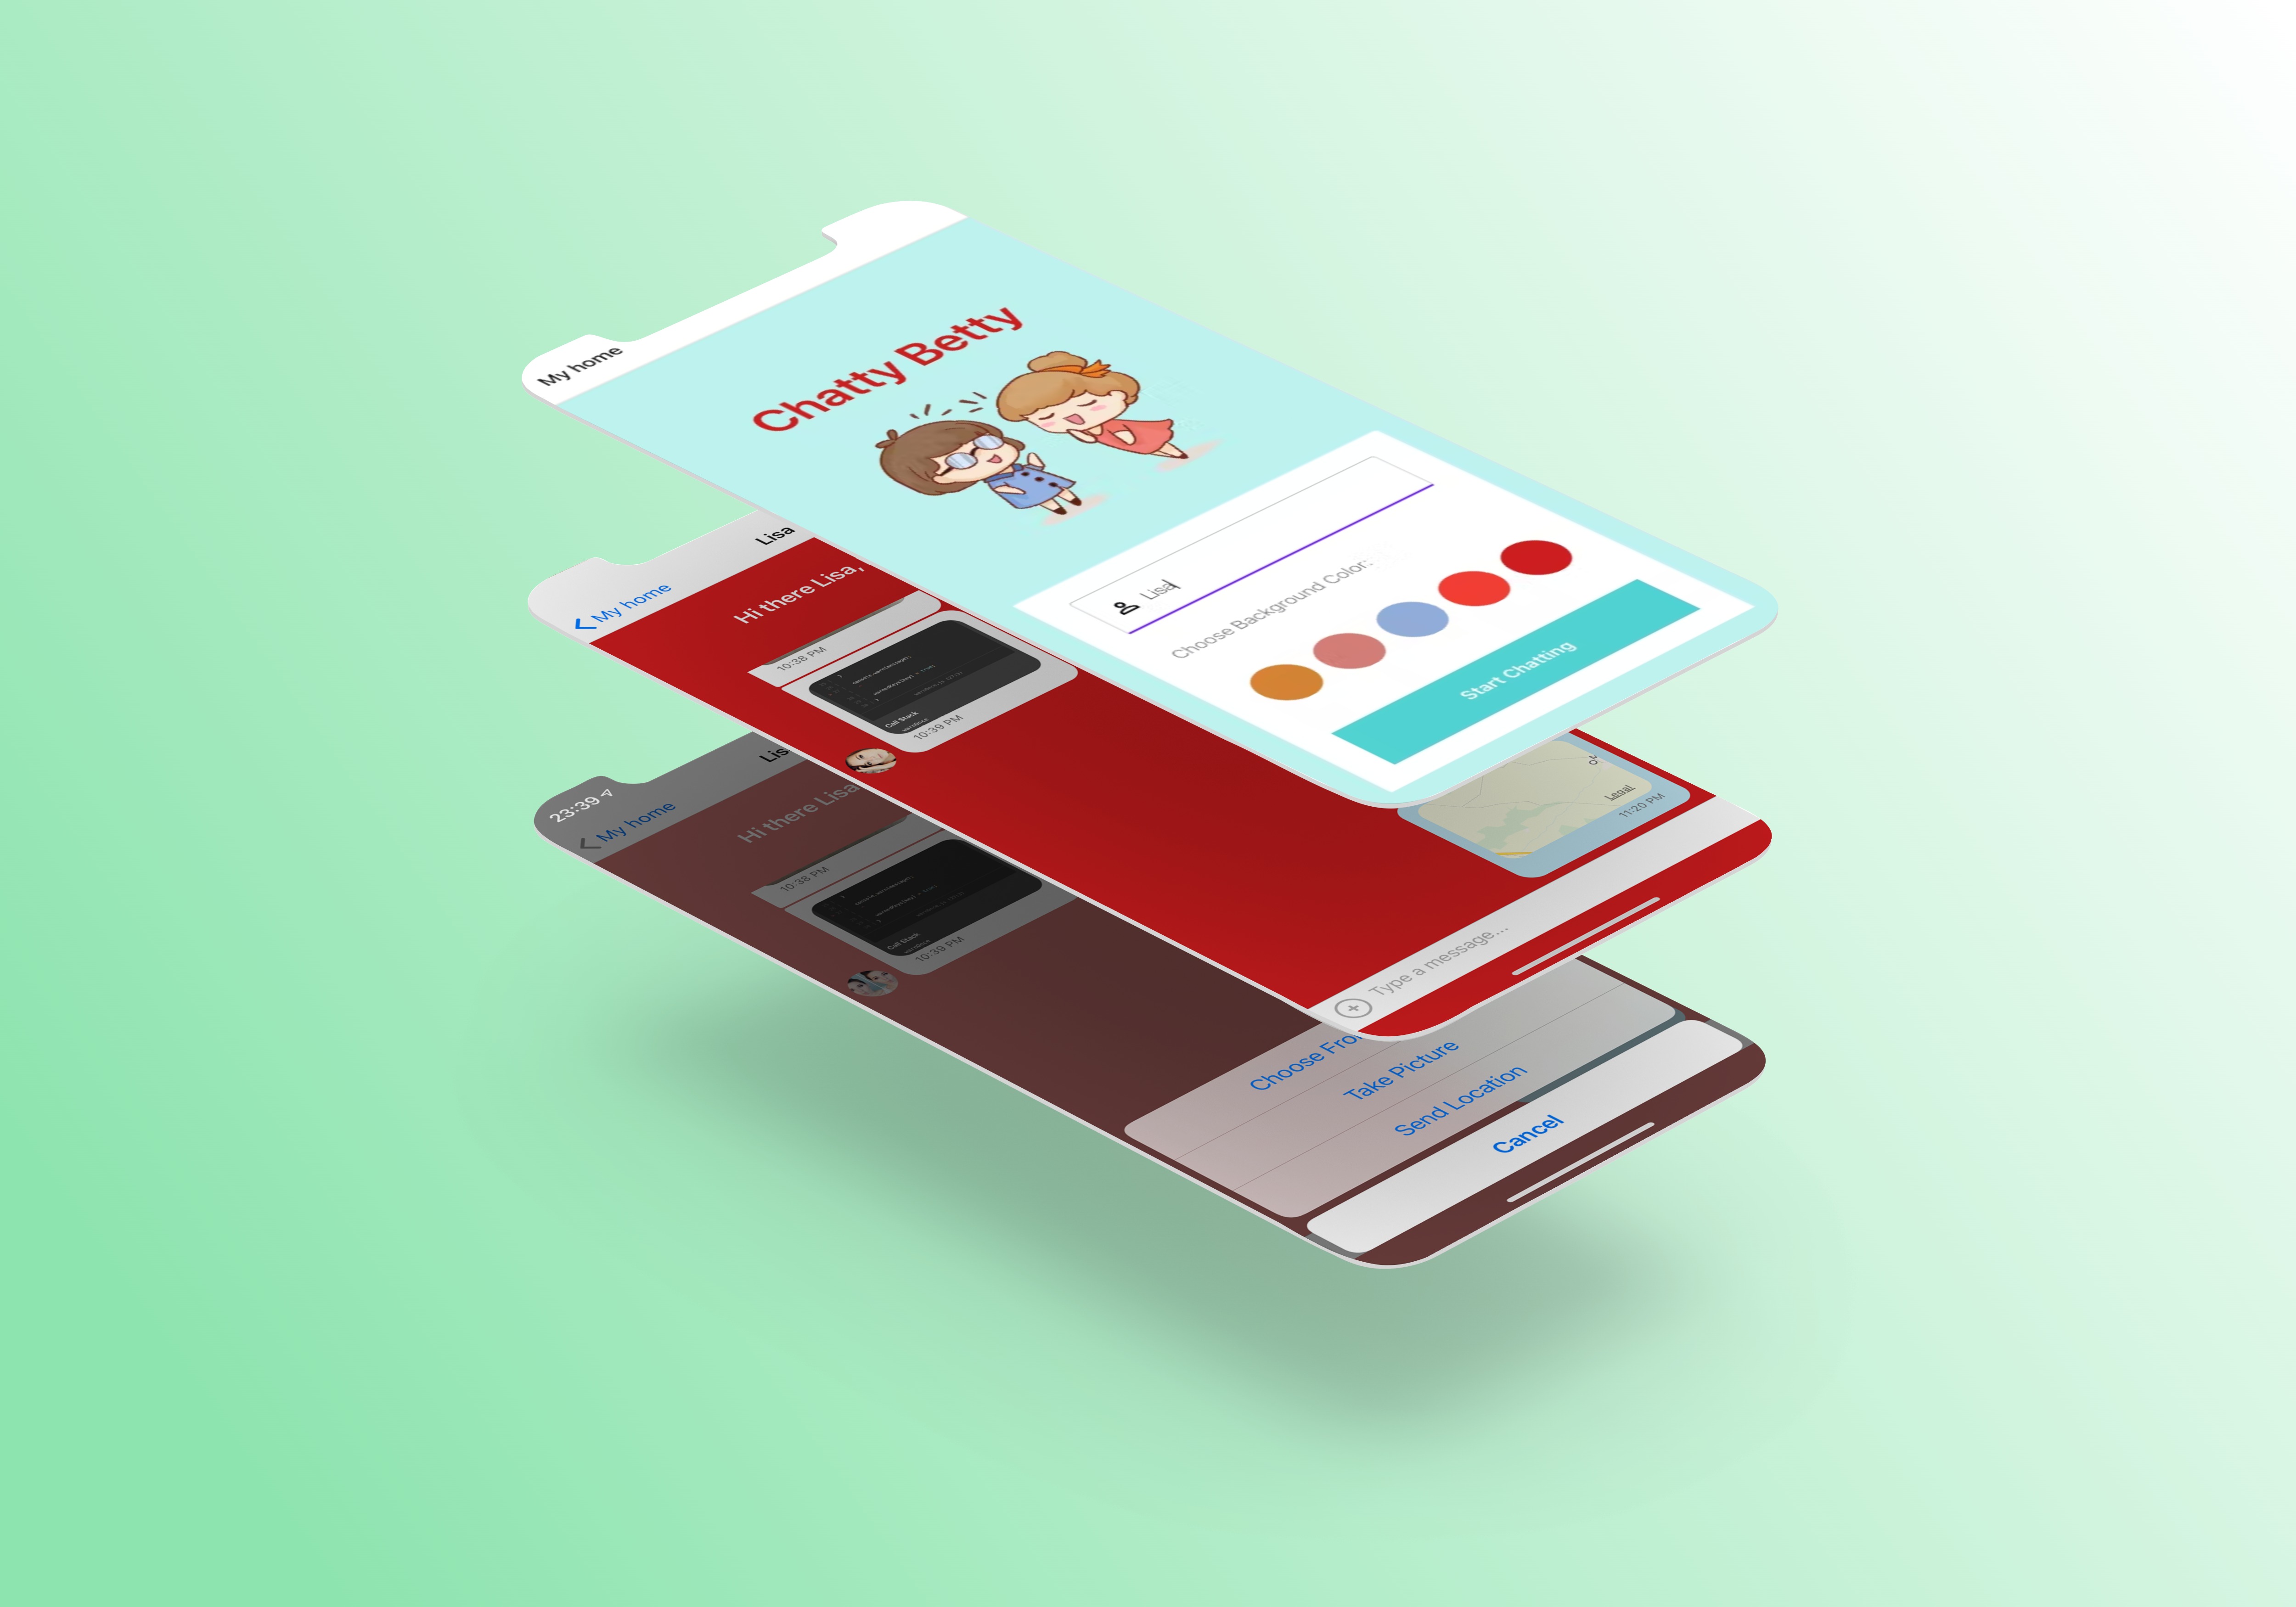 My home
Chatty Betty
Lisa
Choose Background Color:
Start Chatting
Lisa
My home
Hi there Lisa,
10:38 PM
Call Stack
10:39 PM
Legal
11:20 PM
Type a message...
23:39
Lis
My home
Hi there Lisa
10:38 PM
Call Stack
10:39 PM
Choose Fro
Take Picture
Send Location
Cancel